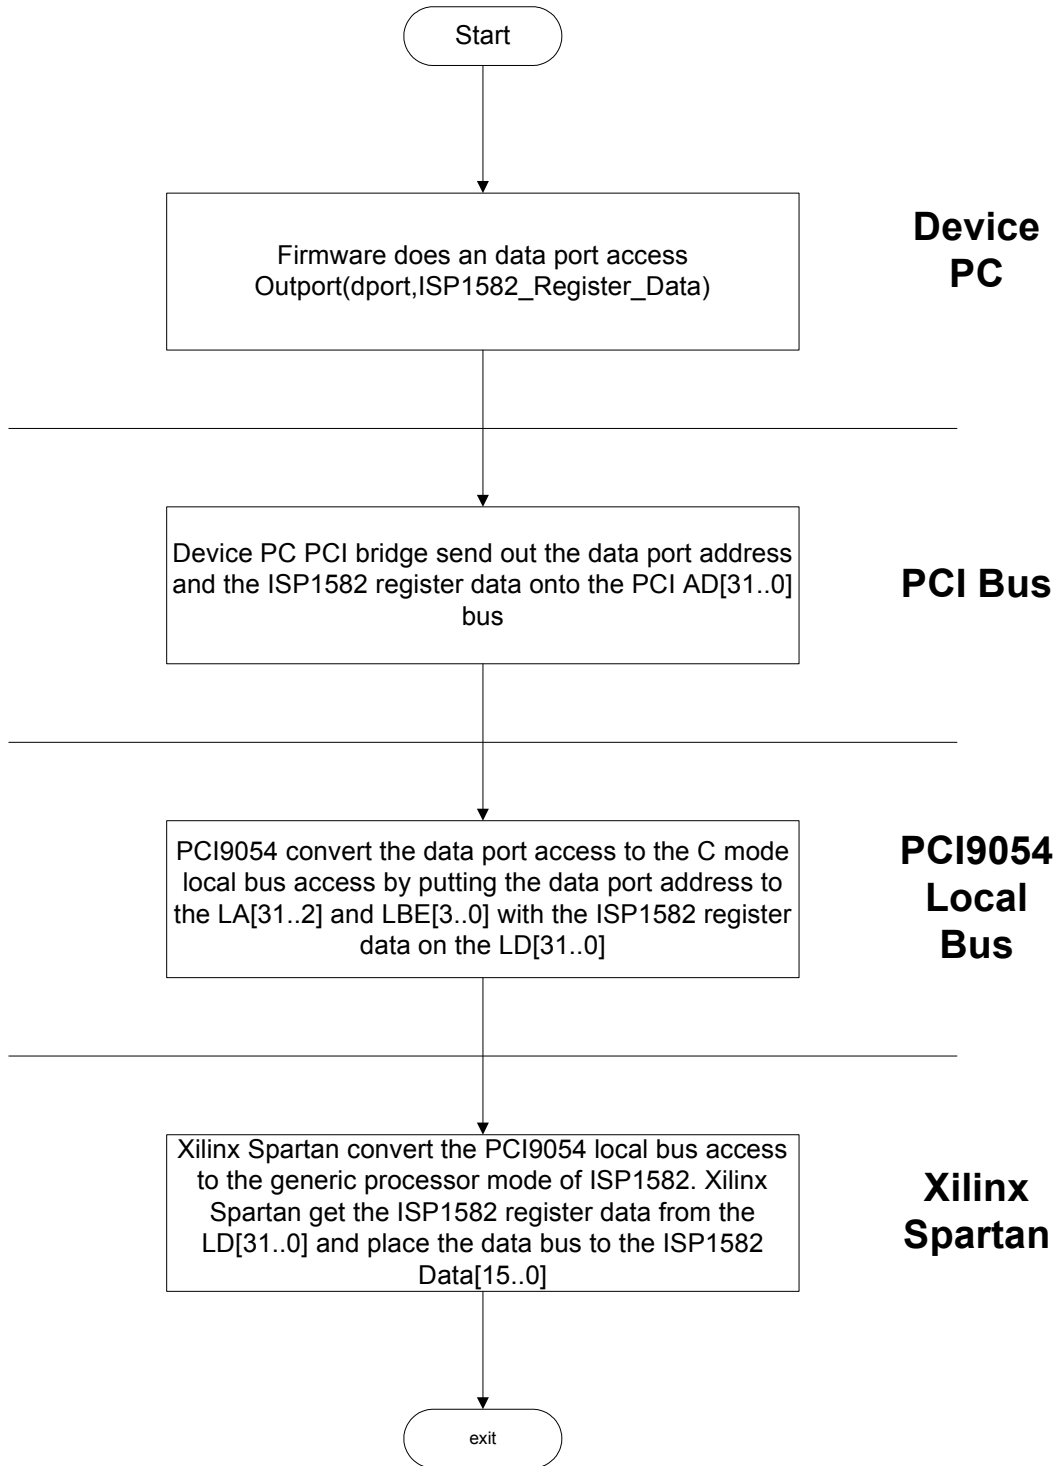 Start
Firmware does an data port access
Outport(dport,ISP1582_Register_Data)
Device
PC
Device PC PCI bridge send out the data port address
and the ISP1582 register data onto the PCI AD[31..0]
bus
PCI Bus
PCI9054 convert the data port access to the C mode
local bus access by putting the data port address to
the LA[31..2] and LBE[3..0] with the ISP1582 register
data on the LD[31..0]
PCI9054
Local
Bus
Xilinx Spartan convert the PCI9054 local bus access
to the generic processor mode of ISP1582. Xilinx
Spartan get the ISP1582 register data from the
LD[31..0] and place the data bus to the ISP1582
Data[15..0]
Xilinx
Spartan
exit